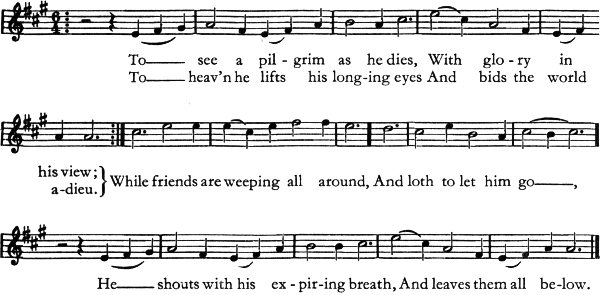 To—— see a pil-grim as he dies, With glo-ry in
To—— heav'n he lifts his long-ing eyes And bids the world
his view;
a-dieu. } While friends are weeping all around, And loth to let him go——,
He—— shouts with his ex-pir-ing breath, And leaves them all be-low.